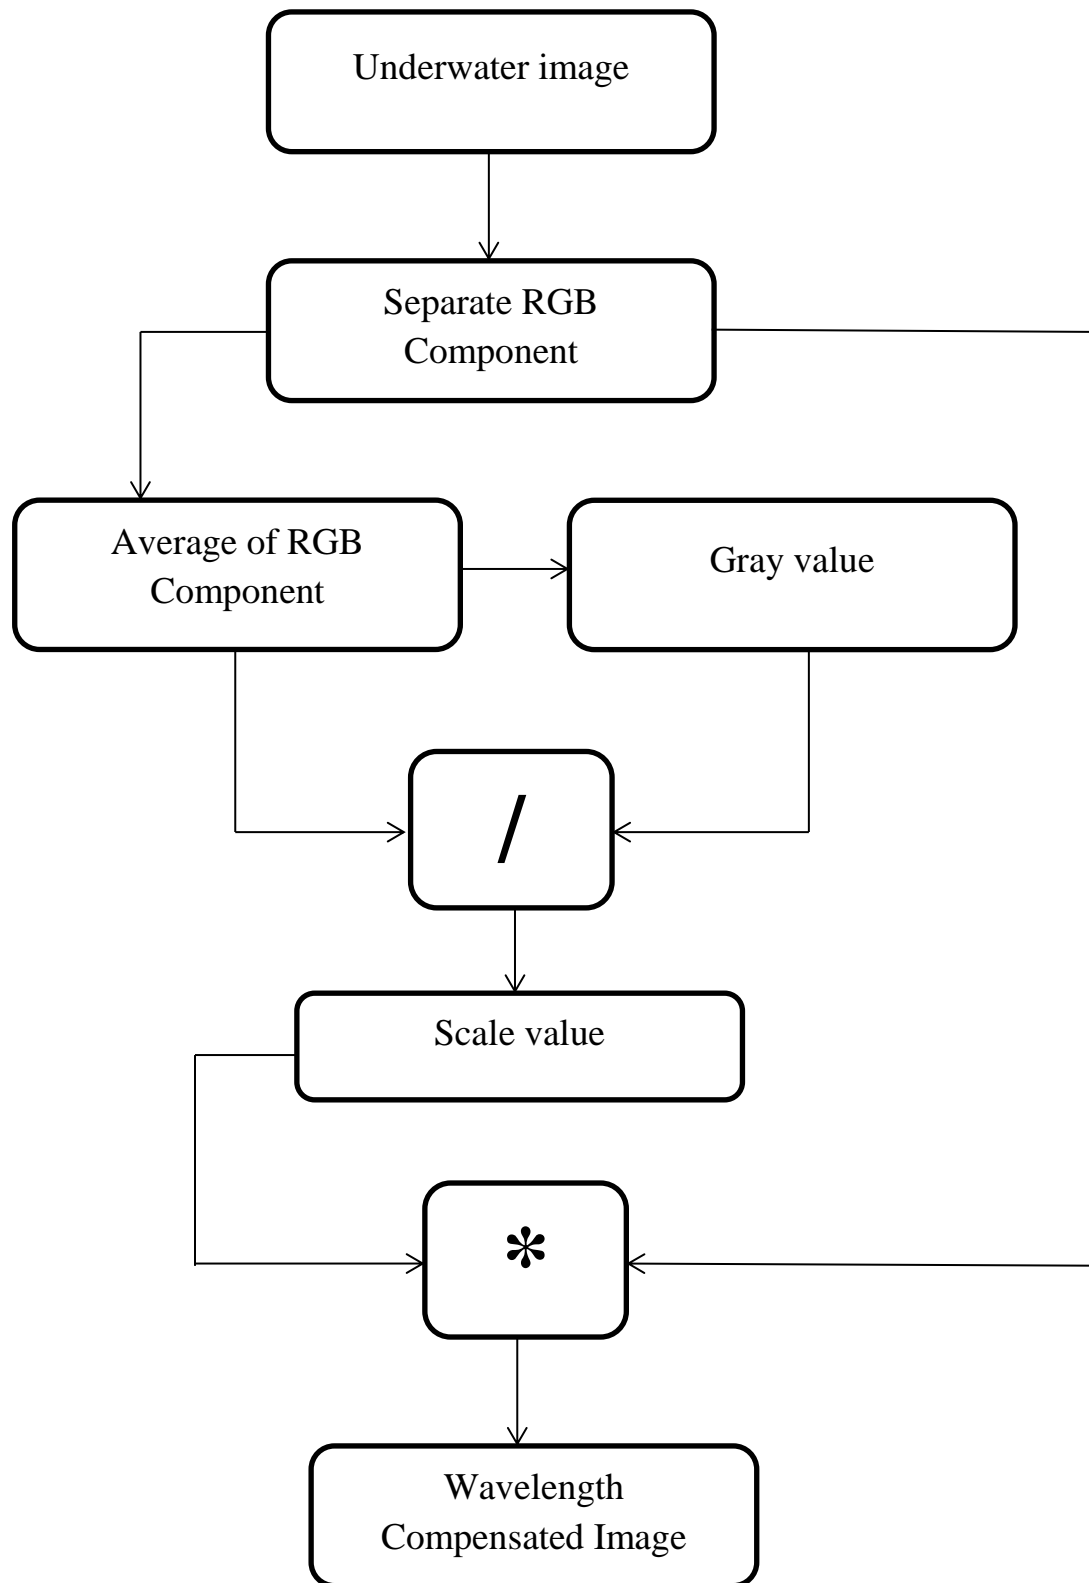 Underwater image
Separate RGB
Component
Average of RGB
Component
Gray value
/
Scale value
*
Wavelength
Compensated Image